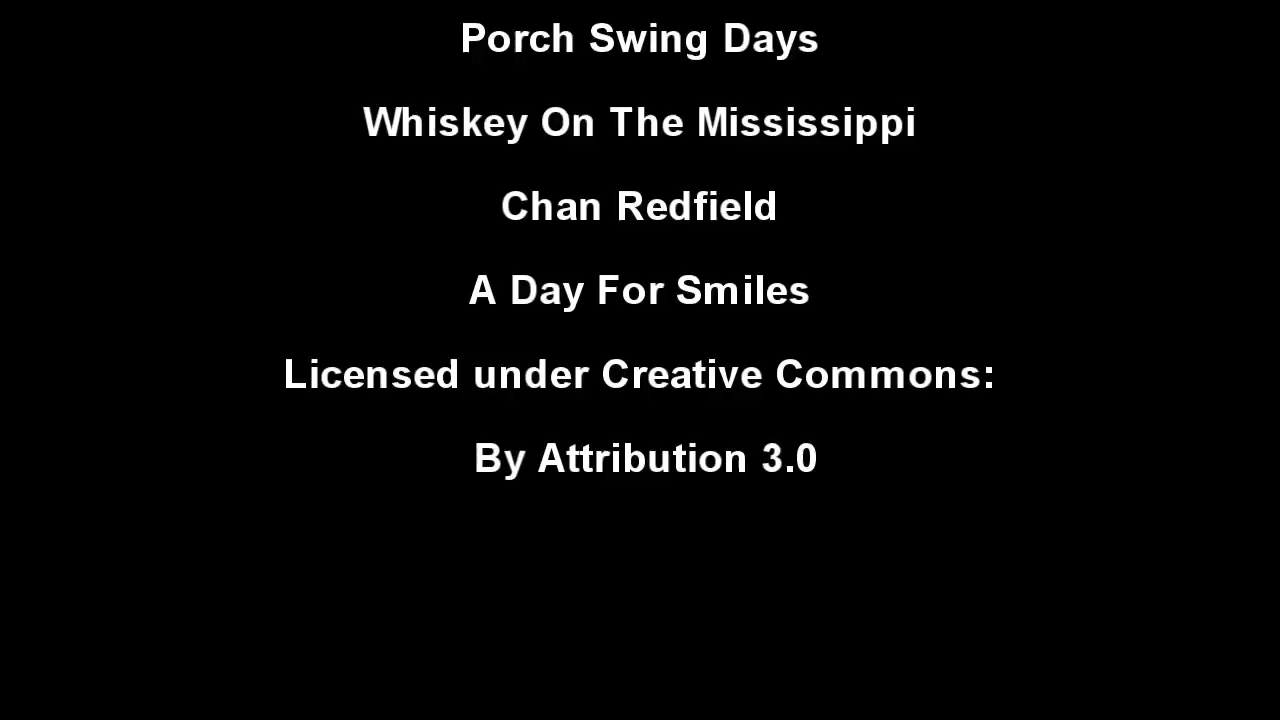 Porch Swing Days
Whiskey On The Mississippi
Chan Redfield
A Day For Smiles
Licensed under Creative Commons:
By Attribution 3.0